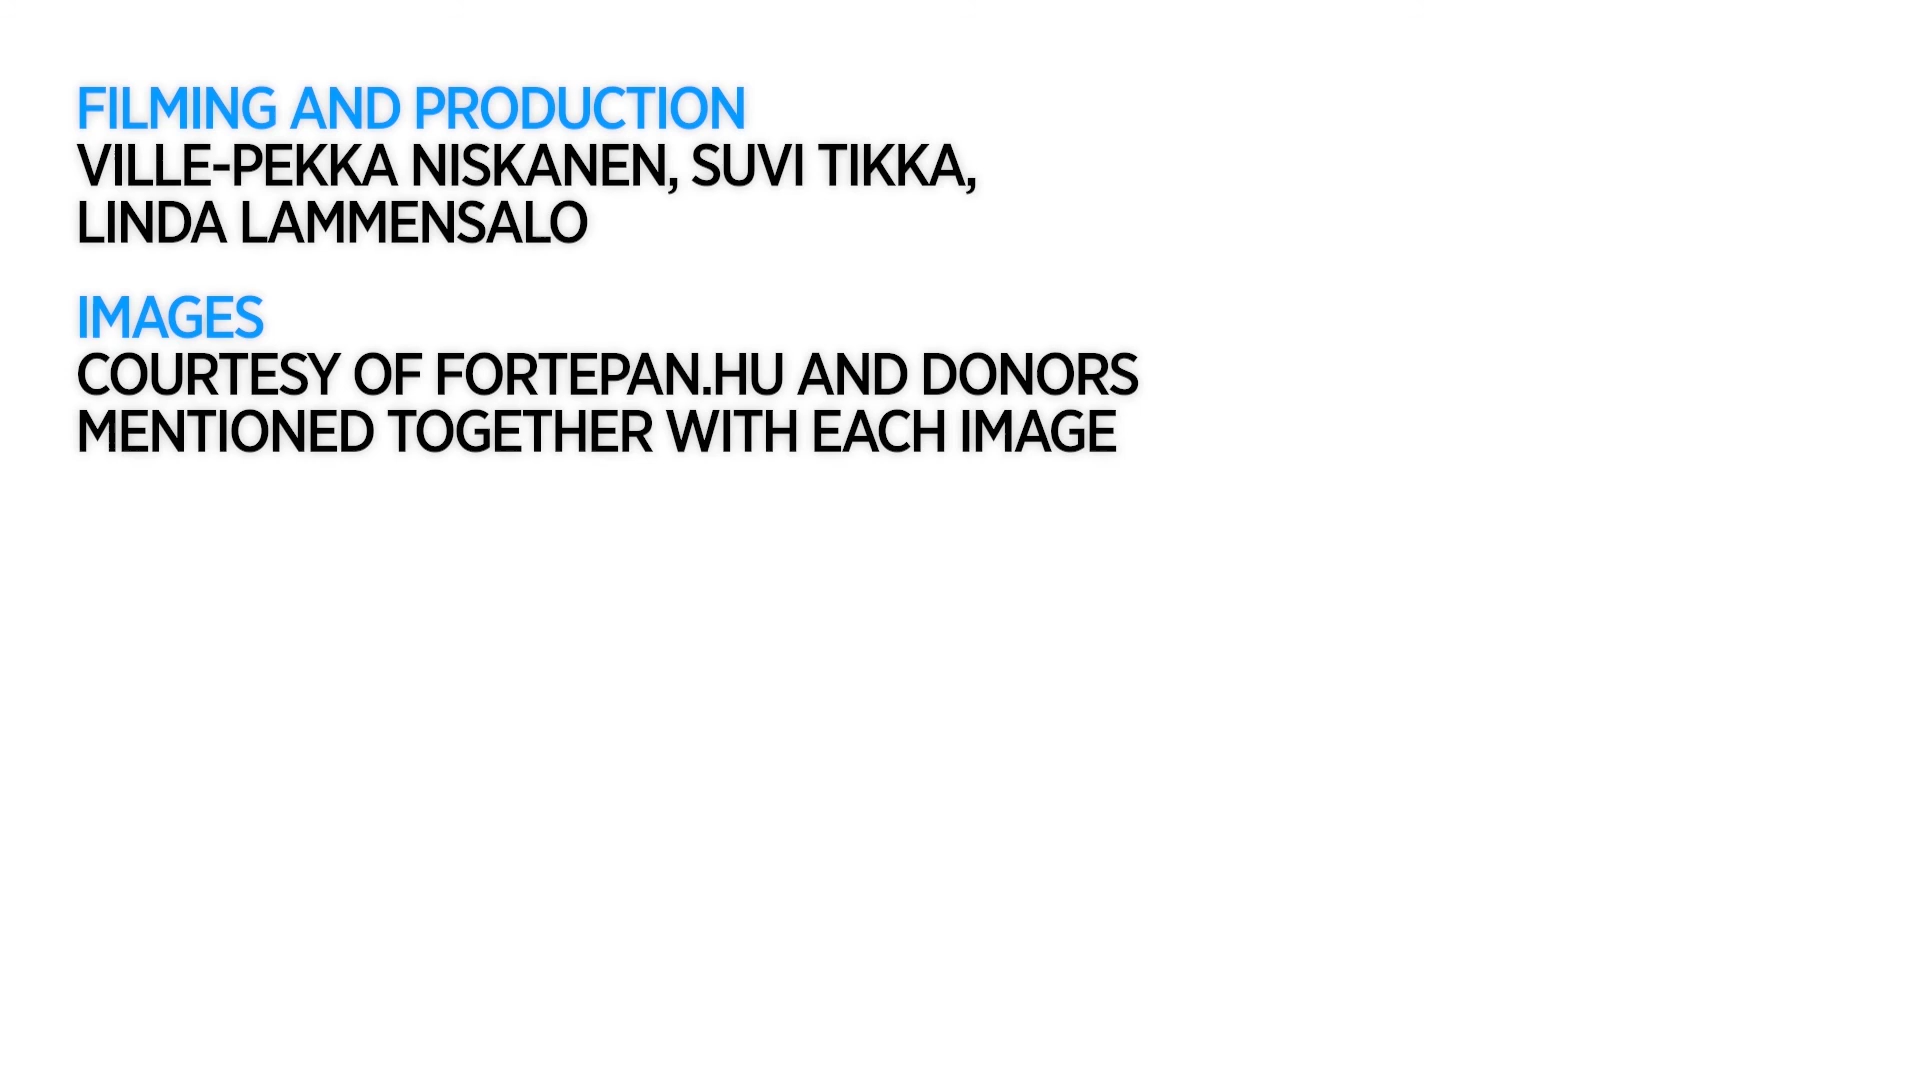 FILMING AND PRODUCTION
VILLE-PEKKA NISKANEN, SUVI TIKKA,
LINDA LAMMENSALO
IMAGES
COURTESY OF FORTEPAN.HU AND DONORS
MENTIONED TOGETHER WITH EACH IMAGE